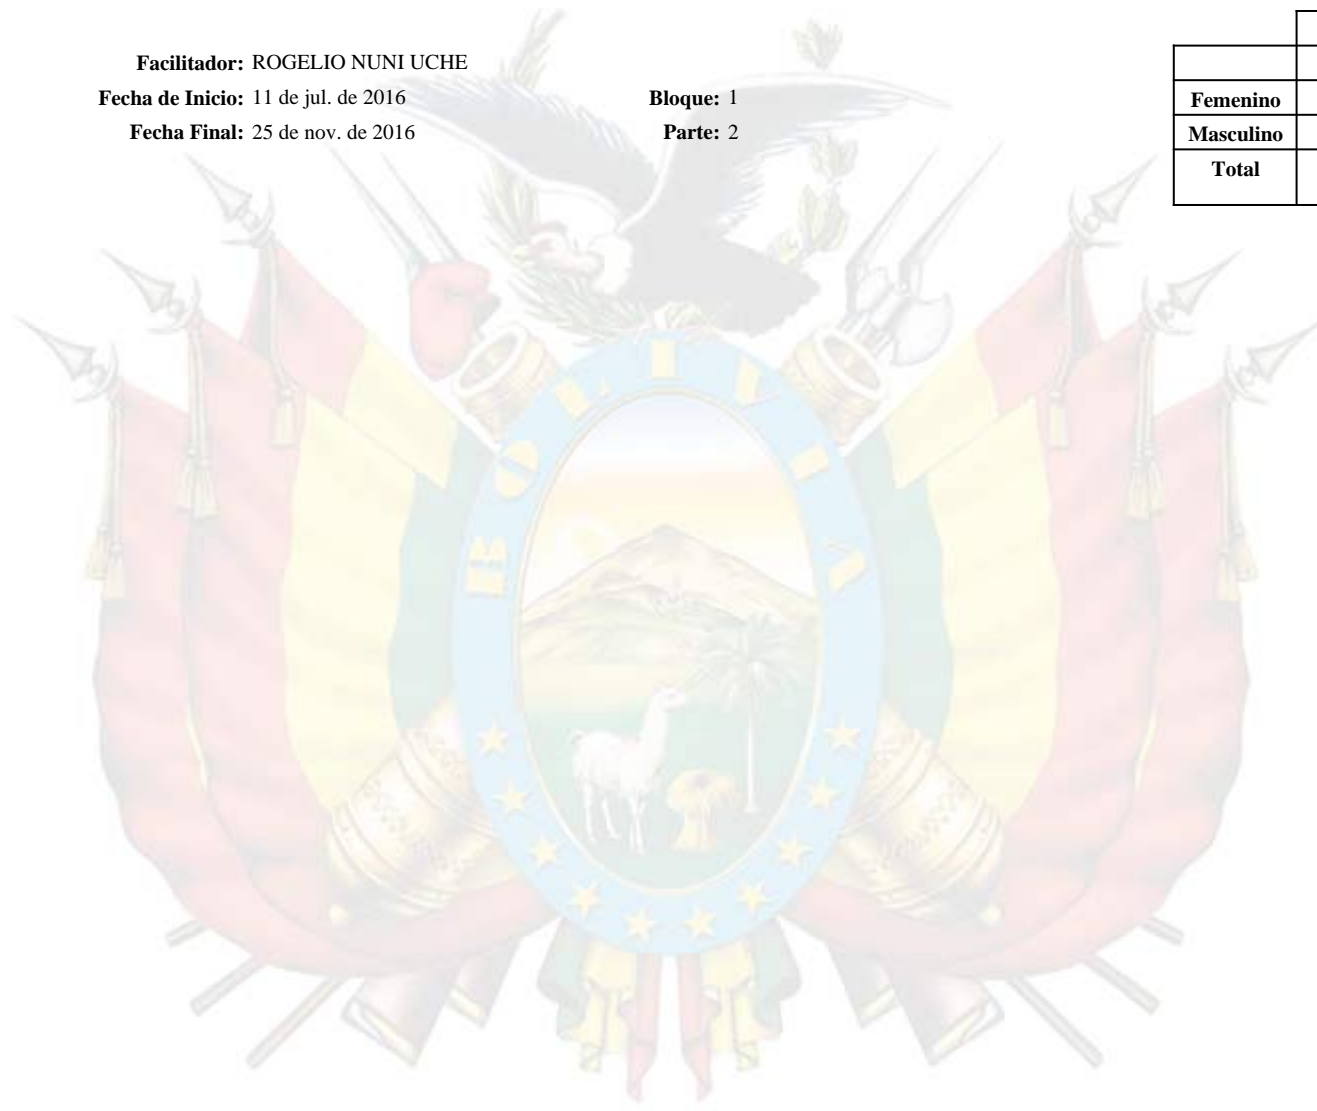 Facilitador: ROGELIO NUNI UCHE
Fecha de Inicio: 11 de jul. de 2016 Bloque: 1
Fecha Final: 25 de nov. de 2016 Parte: 2
Femenino
Masculino
Total
BOLIVIA